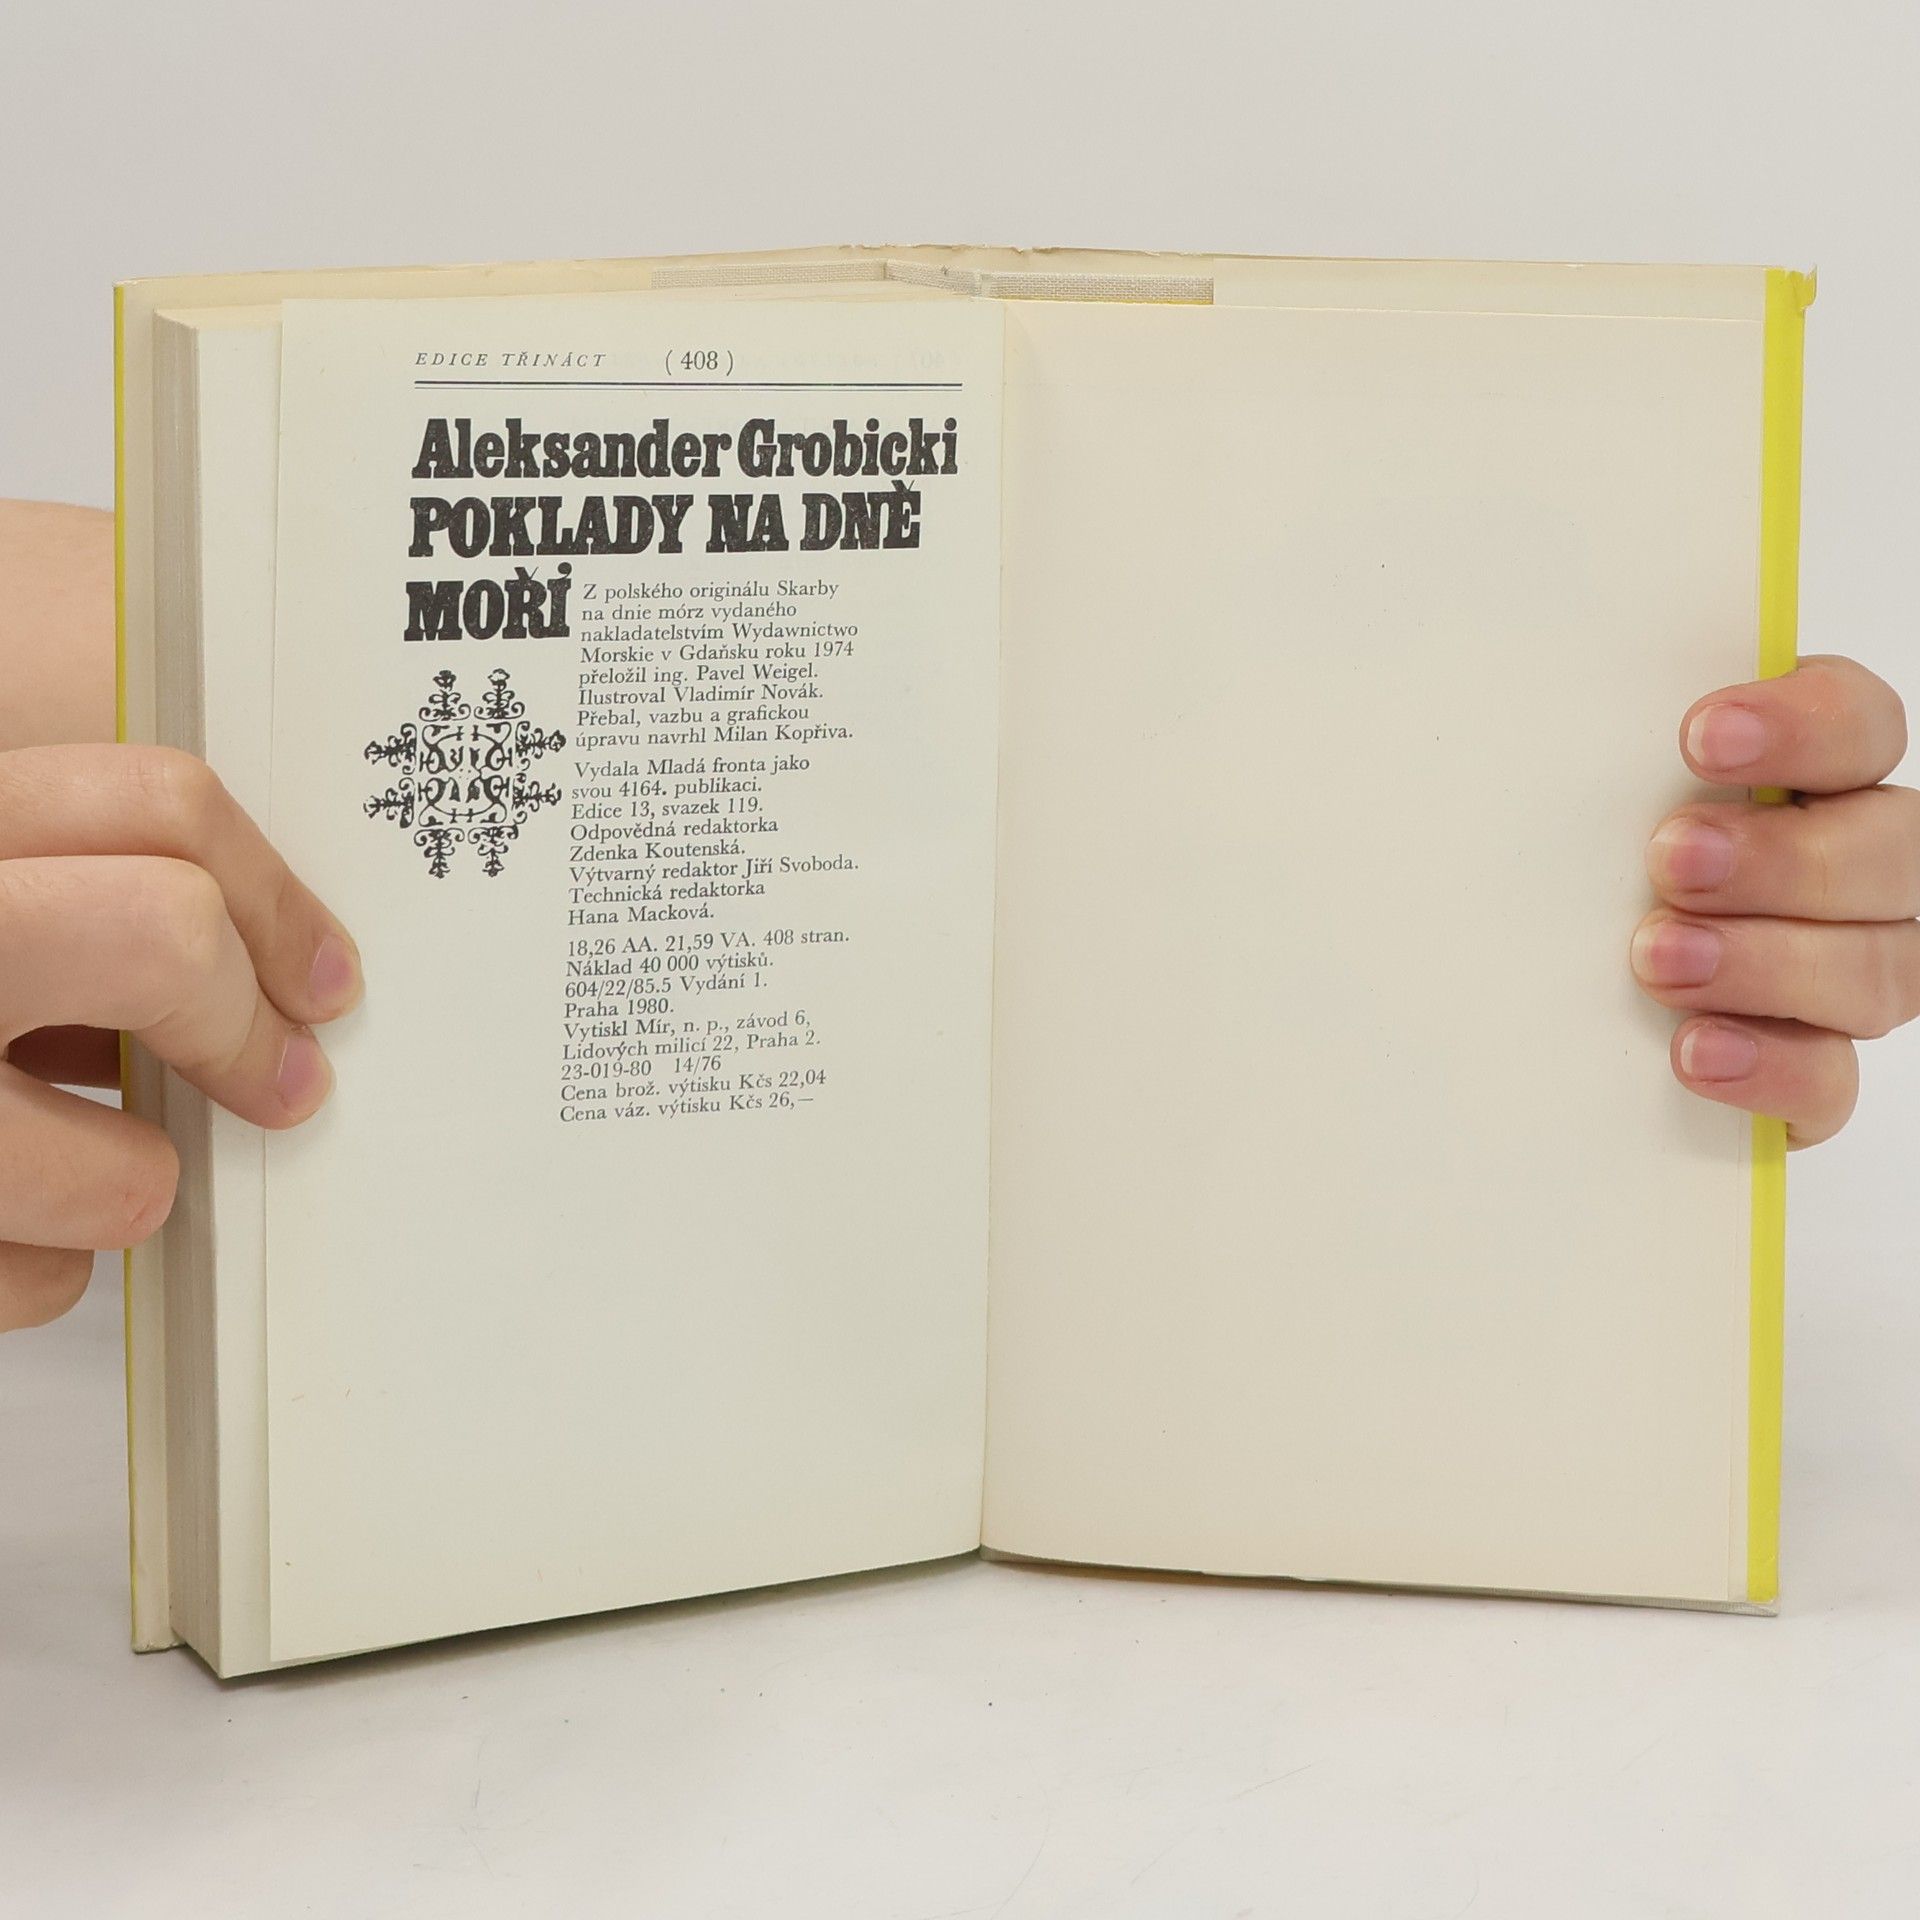 EDICE TŘINÁCT (408)
Aleksander Grobicki
POKLADY NA DNĚ
MOŘÍ
Z polského originálu Skarby
na dnie mórz vydaného
nakladatelstvím Wydawnictwo
Morskie v Gdaňsku roku 1974
přeložil ing. Pavel Weigel.
Ilustroval Vladimír Novák.
Přebal, vazbu a grafickou
úpravu navrhl Milan Kopřiva.
Vydala Mladá fronta jako
svou 4164. publikaci.
Edice 13, svazek 119.
Odpovědná redaktorka
Zdenka Koutenská.
Výtvarný redaktor Jiří Svoboda.
Technická redaktorka
Hana Macková.
18,26 AA. 21,59 VA. 408 stran.
Náklad 40 000 výtisků.
604/22/85.5 Vydání 1.
Praha 1980.
Vytiskl Mír, n. p., závod 6,
Lidových milicí 22, Praha 2.
23-019-80 14/76
Cena brož. výtisku Kčs 22,04
Cena váz. výtisku Kčs 26,—